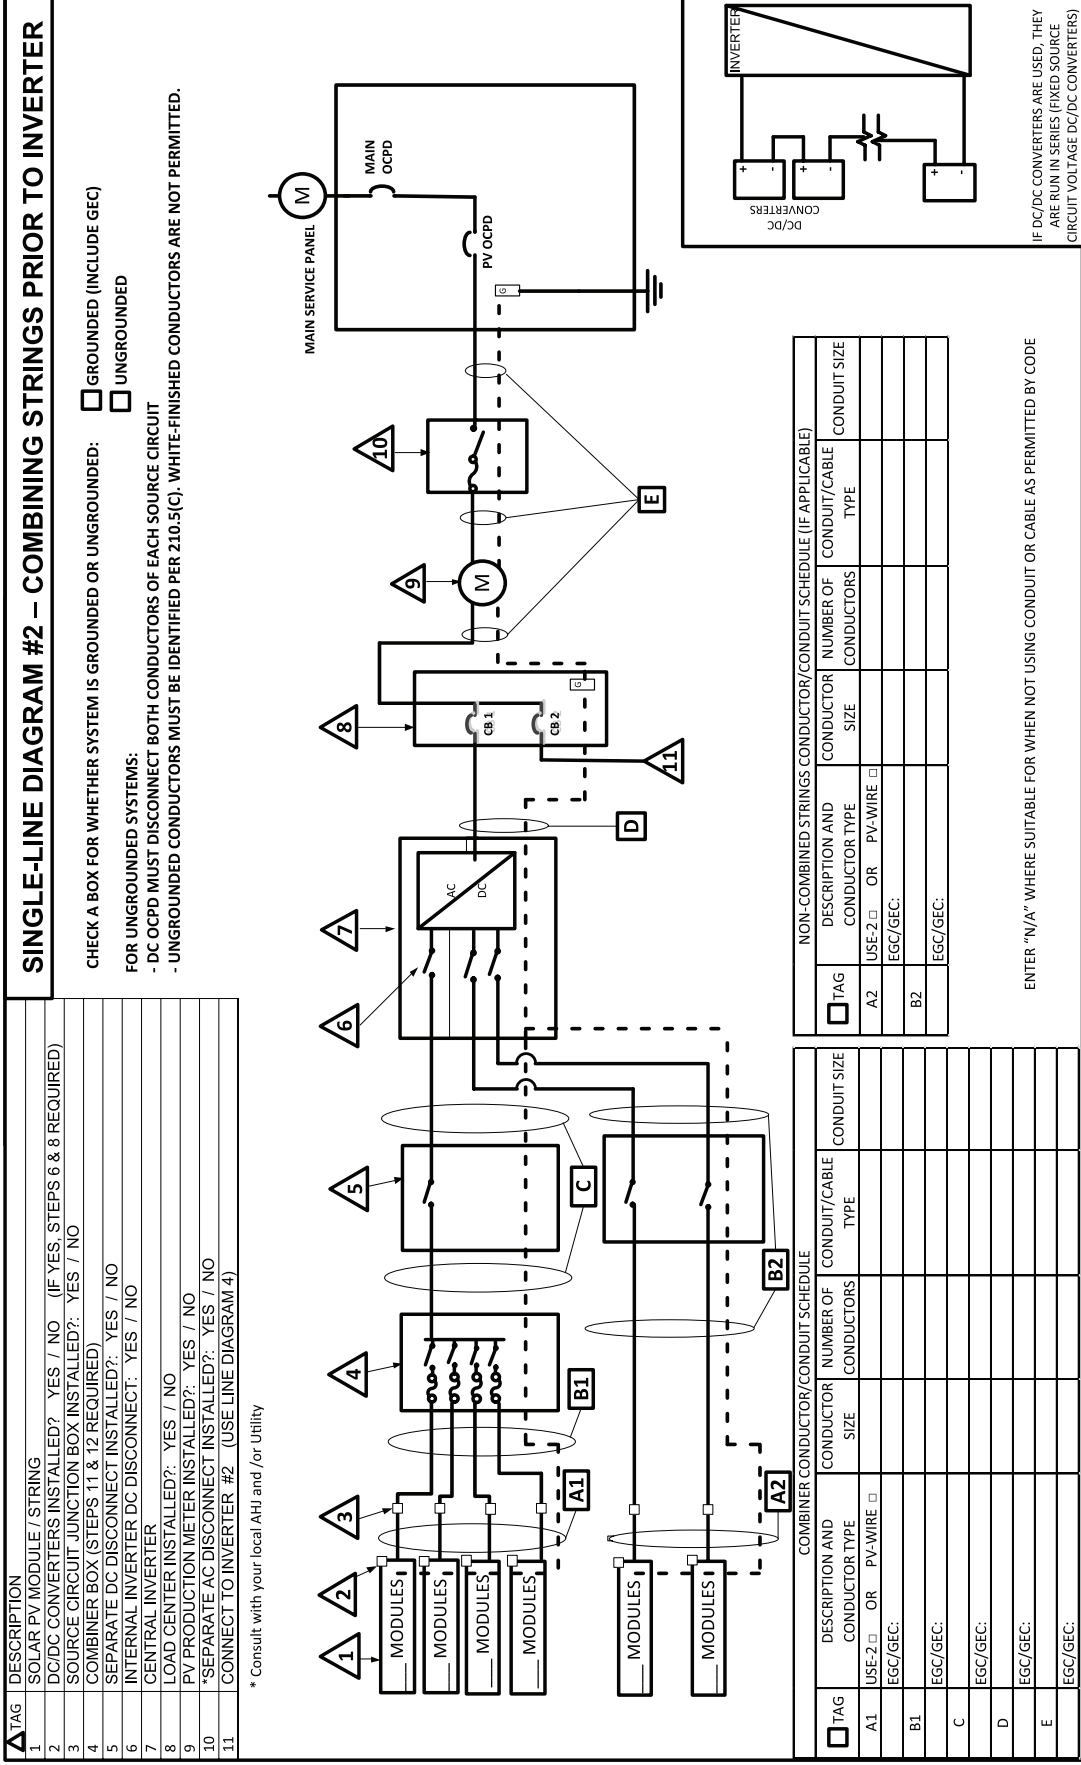 SINGLE-LINE DIAGRAM #2 – COMBINING STRINGS PRIOR TO INVERTER
TAG DESCRIPTION
1 SOLAR PV MODULE / STRING
2 DC/DC CONVERTERS INSTALLED? YES / NO (IF YES, STEPS 6 & 8 REQUIRED)
3 SOURCE CIRCUIT JUNCTION BOX INSTALLED?: YES / NO
4 COMBINER BOX (STEPS 11 & 12 REQUIRED)
5 SEPARATE DC DISCONNECT INSTALLED?: YES / NO
6 INTERNAL INVERTER DC DISCONNECT: YES / NO
7 CENTRAL INVERTER
8 LOAD CENTER INSTALLED?: YES / NO
9 PV PRODUCTION METER INSTALLED?: YES / NO
10 *SEPARATE AC DISCONNECT INSTALLED?: YES / NO
11 CONNECT TO INVERTER #2 (USE LINE DIAGRAM 4)
* Consult with your local AHJ and /or Utility
CHECK A BOX FOR WHETHER SYSTEM IS GROUNDED OR UNGROUNDED:
GROUNDED (INCLUDE GEC)
UNGROUNDED
FOR UNGROUNDED SYSTEMS:
- DC OCPD MUST DISCONNECT BOTH CONDUCTORS OF EACH SOURCE CIRCUIT
- UNGROUNDED CONDUCTORS MUST BE IDENTIFIED PER 210.5(C). WHITE-FINISHED CONDUCTORS ARE NOT PERMITTED.
1
2
3
4
5
6
7
8
9
10
11
MODULES
MODULES
MODULES
MODULES
MODULES
MODULES
A1
B1
C
A2
B2
D
E
AC
DC
CB 1
CB 2
G
M
MAIN SERVICE PANEL
M
MAIN
OCPD
PV OCPD
G
INVERTER
+
-
+
-
+
-
DC/DC
CONVERTERS
IF DC/DC CONVERTERS ARE USED, THEY
ARE RUN IN SERIES (FIXED SOURCE
CIRCUIT VOLTAGE DC/DC CONVERTERS)
COMBINER CONDUCTOR/CONDUIT SCHEDULE
TAG
DESCRIPTION AND
CONDUCTOR TYPE
CONDUCTOR
SIZE
NUMBER OF
CONDUCTORS
CONDUIT/CABLE
TYPE
CONDUIT SIZE
A1 USE-2 □ OR PV-WIRE □
EGC/GEC:
B1
EGC/GEC:
C
EGC/GEC:
D
EGC/GEC:
E
EGC/GEC:
NON-COMBINED STRINGS CONDUCTOR/CONDUIT SCHEDULE (IF APPLICABLE)
TAG
DESCRIPTION AND
CONDUCTOR TYPE
CONDUCTOR
SIZE
NUMBER OF
CONDUCTORS
CONDUIT/CABLE
TYPE
CONDUIT SIZE
A2 USE-2 □ OR PV-WIRE □
EGC/GEC:
B2
EGC/GEC:
ENTER “N/A” WHERE SUITABLE FOR WHEN NOT USING CONDUIT OR CABLE AS PERMITTED BY CODE